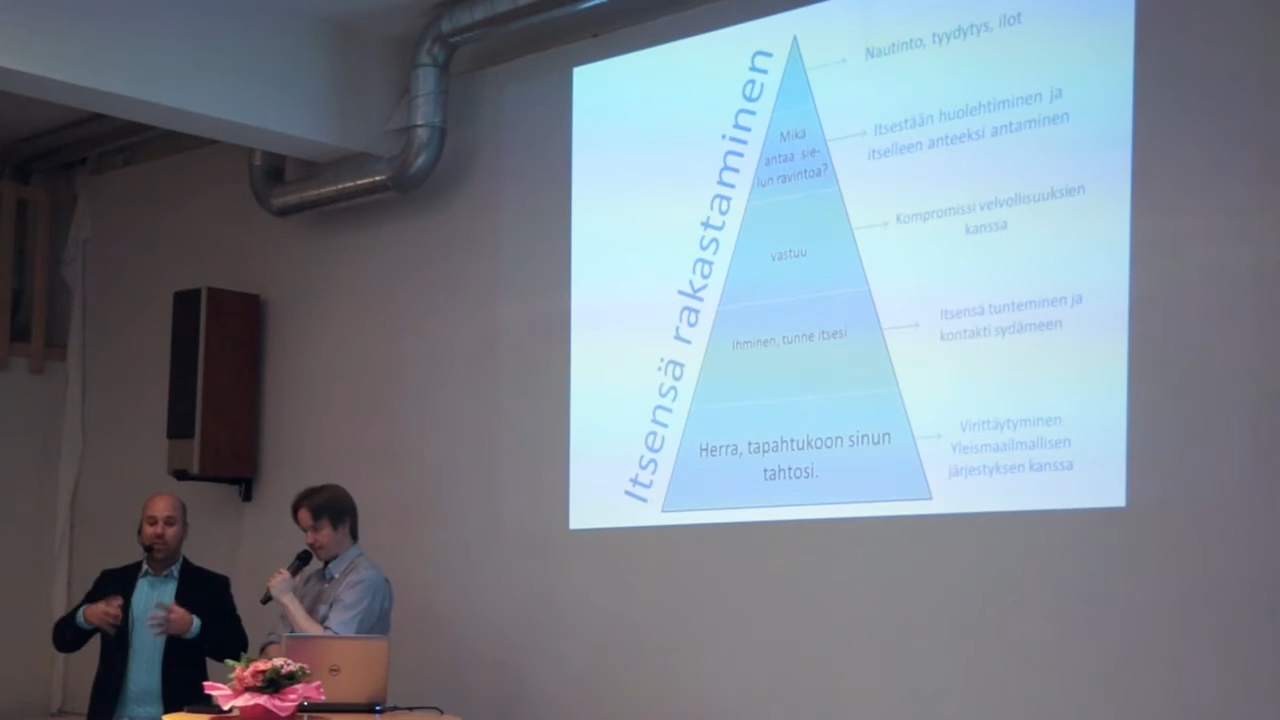 Itsensä rakastaminen
Nautinto, tyydytys, ilot
Mikä
antaa sie-
lun ravintoa?
Itsestään huolehtiminen ja
itselleen anteeksi antaminen
vastuu
Kompromissi velvollisuuksien
kanssa
Ihminen, tunne itsesi
Itsensä tunteminen ja
kontakti sydämeen
Herra, tapahtukoon sinun
tahtosi.
Virittäytyminen
Yleismaailmallisen
järjestyksen kanssa
DELL